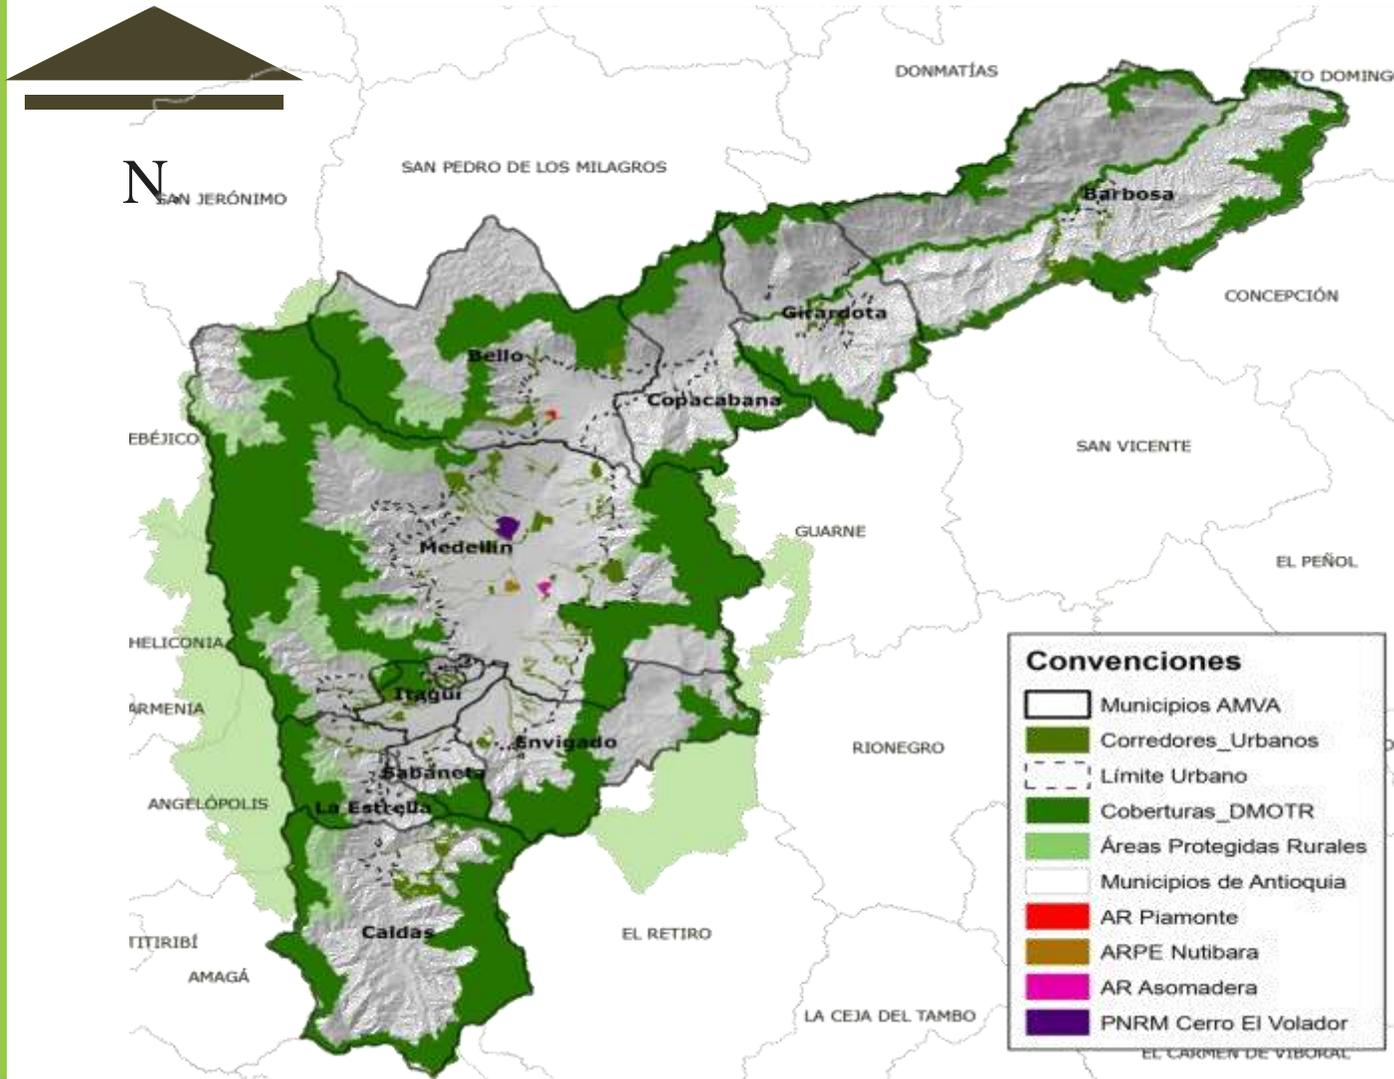 DONMATÍAS
SAN PEDRO DE LOS MILAGROS
N.
SAN JERÓNIMO
Barbosa
CONCEPCIÓN
Girardota
Bello
Copacabana
EBÉJICO
SAN VICENTE
GUARNE
Medellín
EL PEÑOL
HELICONIA
Itagüí
ARMENIA
Envigado
RIONEGRO
Sabaneta
ANGELÓPOLIS
La Estrella
Caldas
EL RETIRO
TITIRIBÍ
AMAGÁ
LA CEJA DEL TAMBO
Convenciones
Municipios AMVA
Corredores_Urbanos
Límite Urbano
Coberturas_DMOTR
Áreas Protegidas Rurales
Municipios de Antioquia
AR Piamonte
ARPE Nutibara
AR Asomadera
PNRM Cerro El Volador
EL CARMEN DE VIBORAL